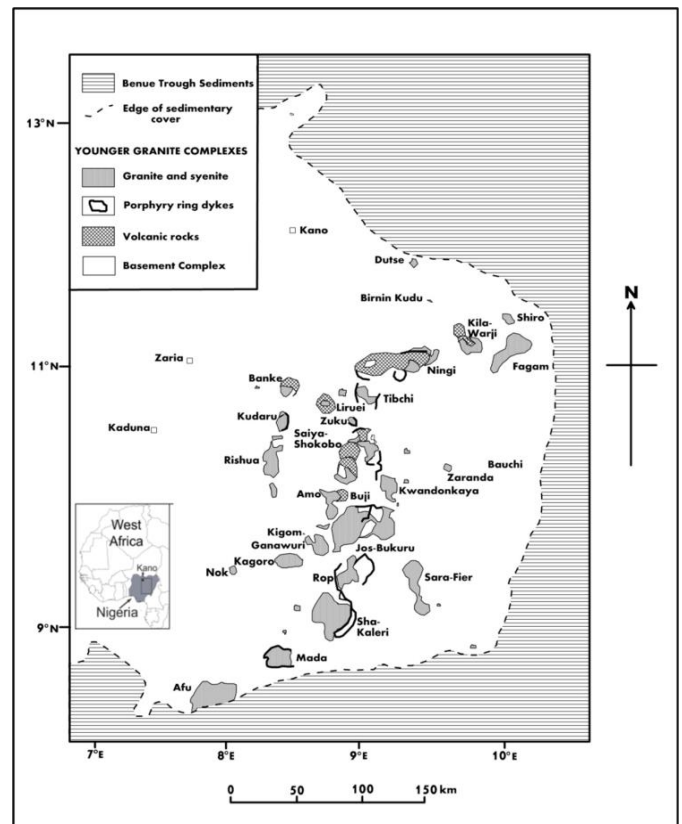 Benue Trough Sediments
Edge of sedimentary
cover
YOUNGER GRANITE COMPLEXES
Granite and syenite
Porphyry ring dykes
Volcanic rocks
Basement Complex
13°N
Kano
Dutse
Birnin Kudu
Kila-
Warji
Shiro
N
11°N
Zaria
Ningi
Fagam
Banke
Tibchi
Liruei
Kudaru
Zuku
Kaduna
Saiya-
Shokobo
Rishua
Bauchi
Zaranda
Kwandonkaya
Amo
Buji
West
Africa
Kano
Nigeria
Kigom
Ganawuri
Jos-Bukuru
Kagoro
Nok
Rop
Sara-Fier
9°N
Sha-
Kaleri
Mada
Afu
7°E
8°E
9°E
10°E
0
50
100
150 km